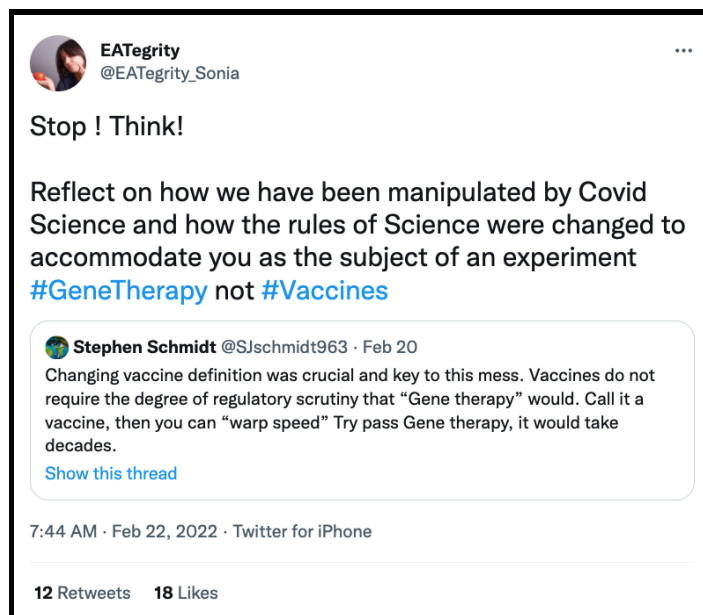 EATegrity
@EATegrity_Sonia
Stop ! Think!
Reflect on how we have been manipulated by Covid
Science and how the rules of Science were changed to
accommodate you as the subject of an experiment
#GeneTherapy not #Vaccines
Stephen Schmidt @SJschmidt963 · Feb 20
Changing vaccine definition was crucial and key to this mess. Vaccines do not
require the degree of regulatory scrutiny that “Gene therapy” would. Call it a
vaccine, then you can “warp speed” Try pass Gene therapy, it would take
decades.
Show this thread
7:44 AM · Feb 22, 2022 · Twitter for iPhone
12 Retweets 18 Likes